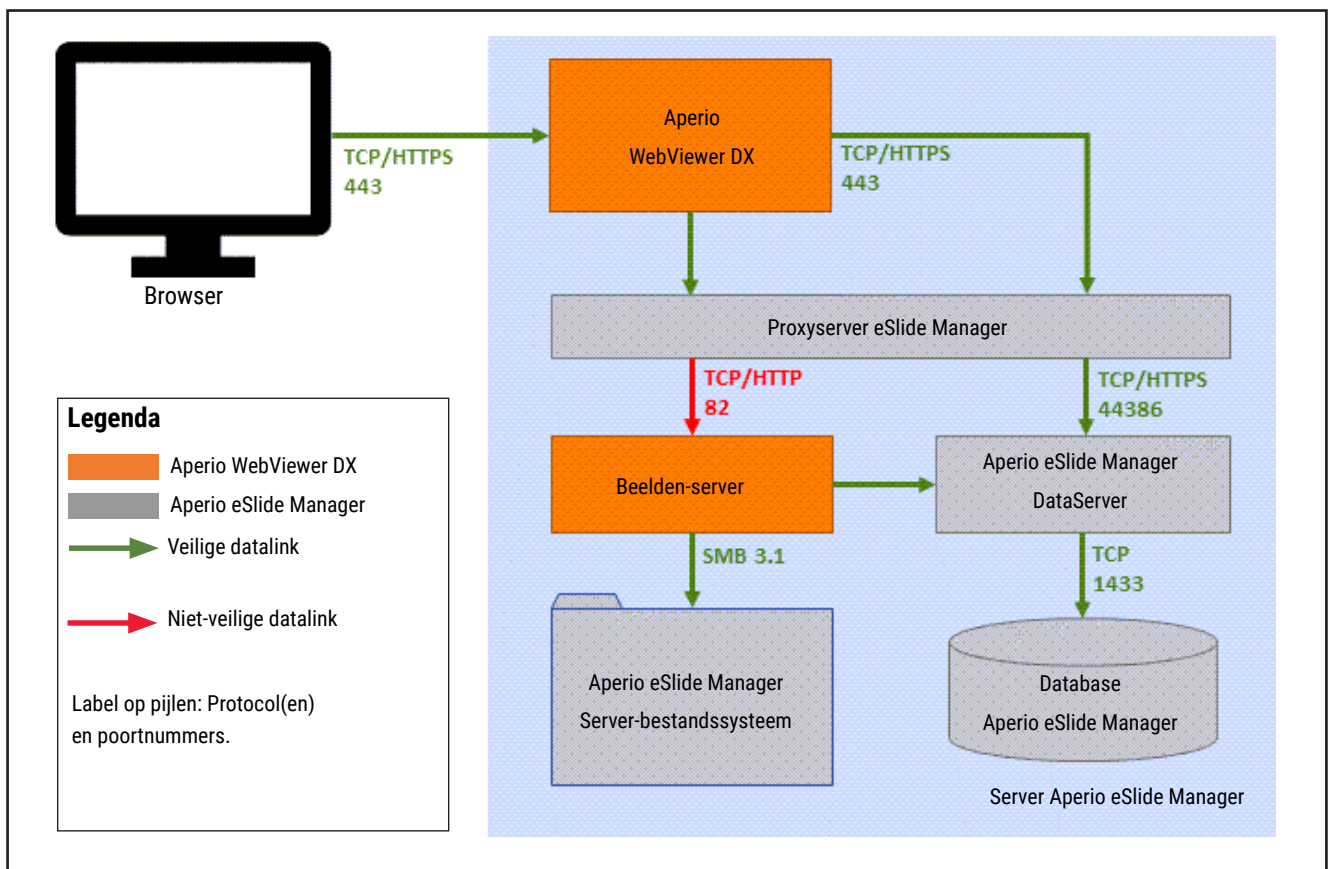 Aperio
WebViewer DX
TCP/HTTPS
443
TCP/HTTPS
443
Browser
Proxyserver eSlide Manager
TCP/HTTP
82
TCP/HTTPS
44386
Legenda
Aperio WebViewer DX
Aperio eSlide Manager
Veilige datalink
Niet-veilige datalink
Label op pijlen: Protocol(en)
en poortnummers.
Beelden-server
Aperio eSlide Manager
DataServer
SMB 3.1
TCP
1433
Aperio eSlide Manager
Server-bestandssysteem
Database
Aperio eSlide Manager
Server Aperio eSlide Manager